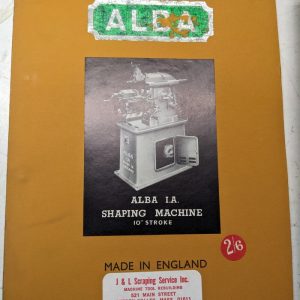 ALBA
ALBA 1A.
SHAPING MACHINE
10" STROKE
2/6
MADE IN ENGLAND
J & L Scraping Service Inc.
MACHINE TOOL REBUILDING
521 MAIN STREET